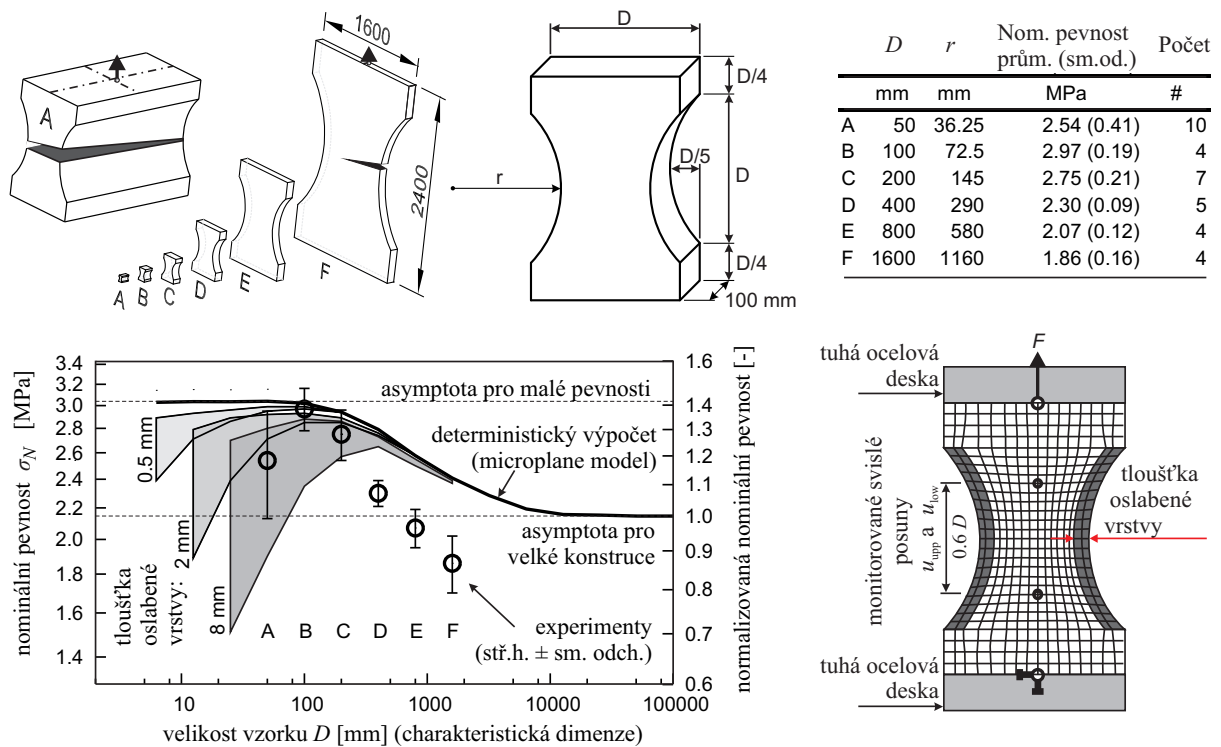 1600
2400
A
A
B
C
D
E
F
D
D/4
D
D/5
D/4
r
100 mm
D r Nom. pevnost Počet
prům. (sm.od.)
mm mm MPa #
A 50 36.25 2.54 (0.41) 10
B 100 72.5 2.97 (0.19) 4
C 200 145 2.75 (0.21) 7
D 400 290 2.30 (0.09) 5
E 800 580 2.07 (0.12) 4
F 1600 1160 1.86 (0.16) 4
nominální pevnost σN [MPa]
3.4
3.2
3.0
2.8
2.6
2.4
2.2
2.0
1.8
1.6
1.4
asymptota pro malé pevnosti
deterministický výpočet
(microplane model)
asymptota pro
velké konstrukce
experimenty
(stř.h. ± sm. odch.)
0.5 mm
2 mm
8 mm
tloušťka
oslabené
vrstvy:
A B C D E F
1.6
1.5
1.4
1.3
1.2
1.1
1.0
0.9
0.8
0.7
0.6
normalizovaná nominální pevnost [-]
10 100 1000 10000 100000
velikost vzorku D [mm] (charakteristická dimenze)
F
tuhá ocelová
deska
monitorované svislé
posuny
uupp a ulow
0.6 D
tloušťka
oslabené
vrstvy
tuhá ocelová
deska